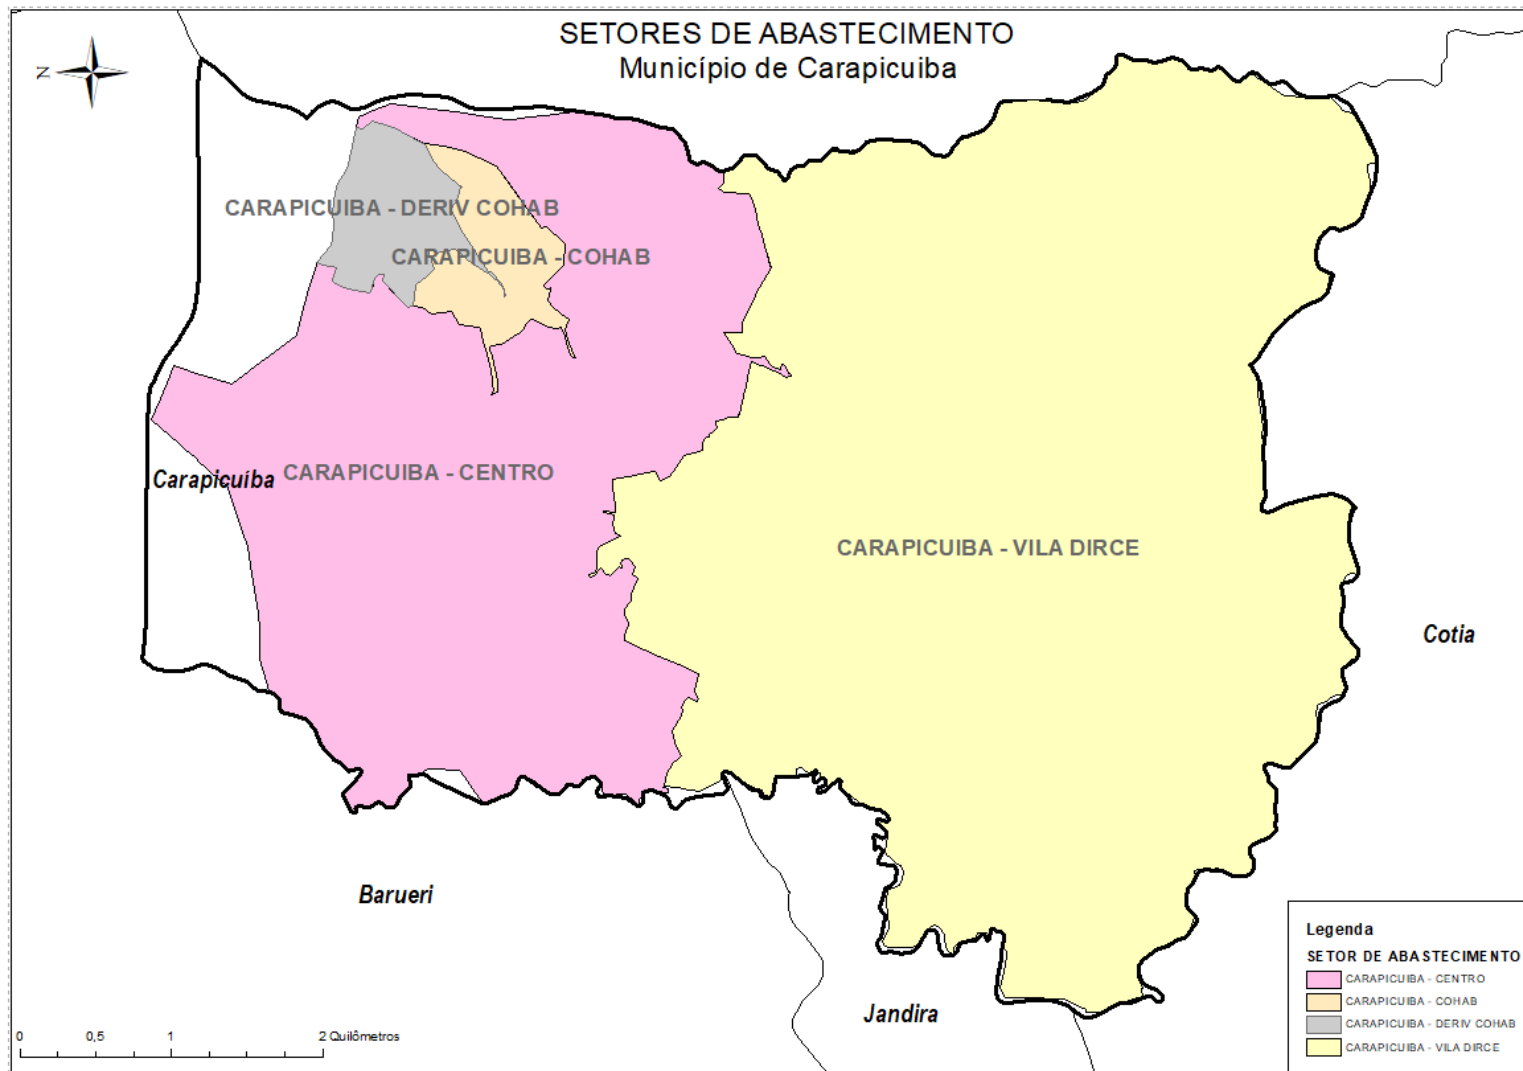 SETORES DE ABASTECIMENTO
Município de Carapicuiba
N
CARAPICUIBA - DERIV COHAB
CARAPICUIBA - COHAB
Carapicuíba
CARAPICUIBA - CENTRO
CARAPICUIBA - VILA DIRCE
Cotia
Barueri
Jandira
Legenda
SETOR DE ABASTECIMENTO
CARAPICUIBA - CENTRO
CARAPICUIBA - COHAB
CARAPICUIBA - DERIV COHAB
CARAPICUIBA - VILA DIRCE
0 0,5 1 2 Quilômetros